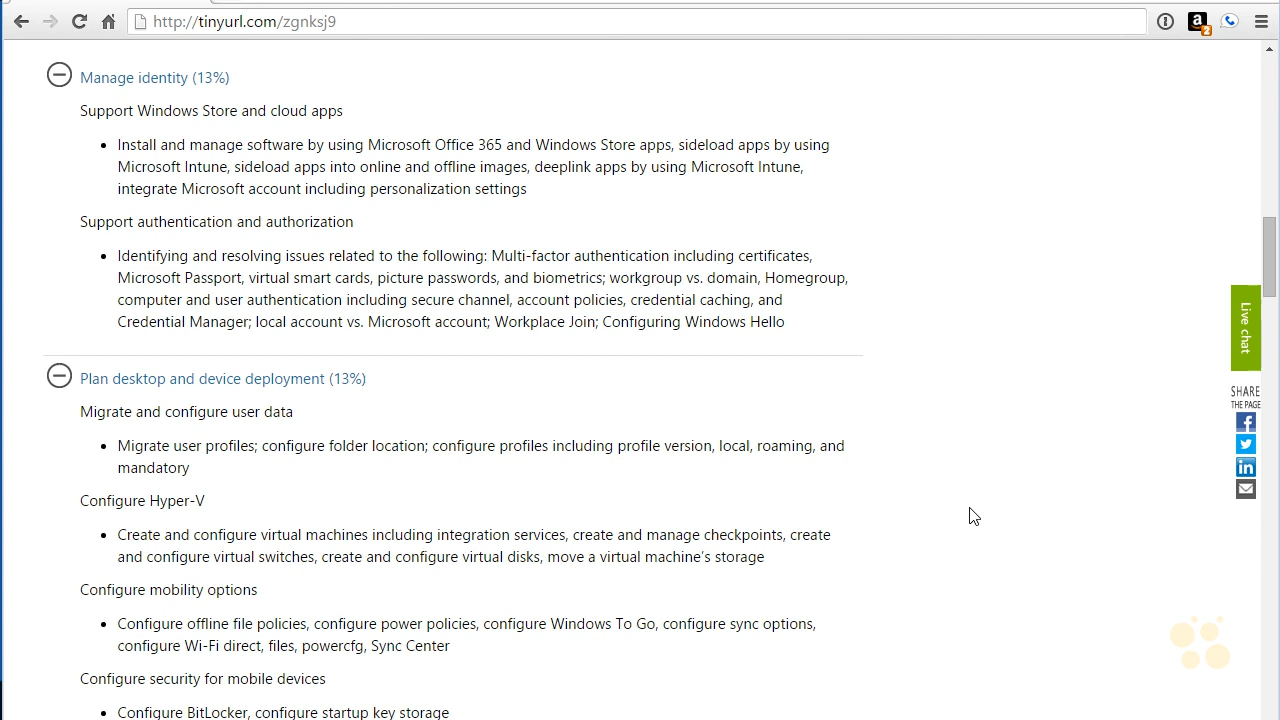 http://tinyurl.com/zgnksj9
a
2
Manage identity (13%)
Support Windows Store and cloud apps
• Install and manage software by using Microsoft Office 365 and Windows Store apps, sideload apps by using
Microsoft Intune, sideload apps into online and offline images, deeplink apps by using Microsoft Intune,
integrate Microsoft account including personalization settings
Support authentication and authorization
• Identifying and resolving issues related to the following: Multi-factor authentication including certificates,
Microsoft Passport, virtual smart cards, picture passwords, and biometrics; workgroup vs. domain, Homegroup,
computer and user authentication including secure channel, account policies, credential caching, and
Credential Manager; local account vs. Microsoft account; Workplace Join; Configuring Windows Hello
Plan desktop and device deployment (13%)
Migrate and configure user data
• Migrate user profiles; configure folder location; configure profiles including profile version, local, roaming, and
mandatory
Configure Hyper-V
• Create and configure virtual machines including integration services, create and manage checkpoints, create
and configure virtual switches, create and configure virtual disks, move a virtual machine's storage
Configure mobility options
• Configure offline file policies, configure power policies, configure Windows To Go, configure sync options,
configure Wi-Fi direct, files, powercfg, Sync Center
Configure security for mobile devices
• Configure BitLocker, configure startup key storage
Live chat
SHARE
THE PAGE
f
in